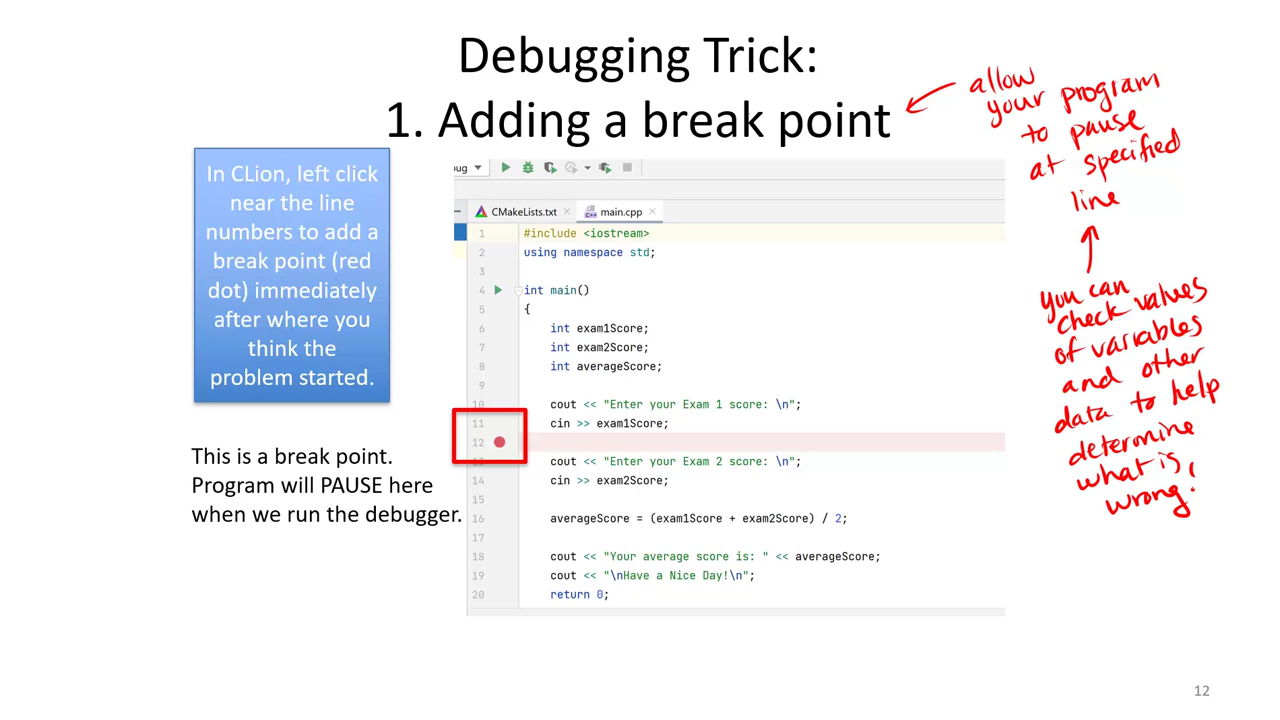 Debugging Trick:
1. Adding a break point
allow
your program
to pause
at specified
line
you can
check values
of variables
and other
data to help
determine
what is
wrong!
In CLion, left click
near the line
numbers to add a
break point (red
dot) immediately
after where you
think the
problem started.
This is a break point.
Program will PAUSE here
when we run the debugger.
ug
CMakeLists.txt
main.cpp
1 #include <iostream>
2 using namespace std;
3
4 int main()
5 {
6 int exam1Score;
7 int exam2Score;
8 int averageScore;
9
10 cout << "Enter your Exam 1 score: \n";
11 cin >> exam1Score;
12
13 cout << "Enter your Exam 2 score: \n";
14 cin >> exam2Score;
15
16 averageScore = (exam1Score + exam2Score) / 2;
17
18 cout << "Your average score is: " << averageScore;
19 cout << "\nHave a Nice Day!\n";
20 return 0;
12